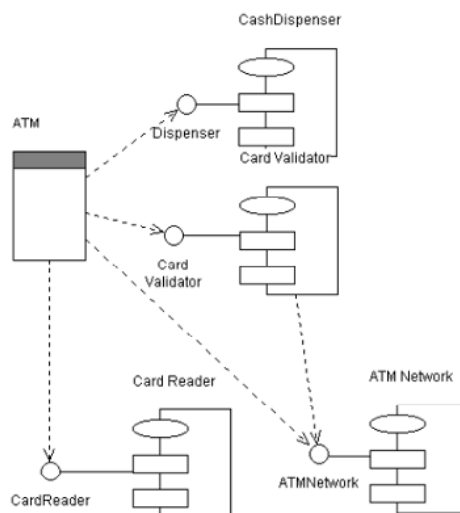 CashDispenser
ATM
Dispenser
Card Validator
Card
Validator
Card Reader
ATM Network
CardReader
ATMNetwork